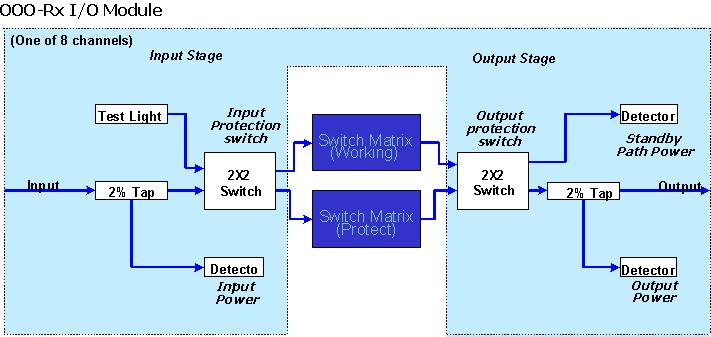 OOO-Rx I/O Module
(One of 8 channels)
Input Stage
Output Stage
Test Light
Input
Protection
switch
Switch Matrix
(Working)
Output
protection
switch
Detector
Standby
Path Power
Input
2% Tap
2X2
Switch
Switch Matrix
(Protect)
2X2
Switch
2% Tap
Output
Detecto
Input
Power
Detector
Output
Power